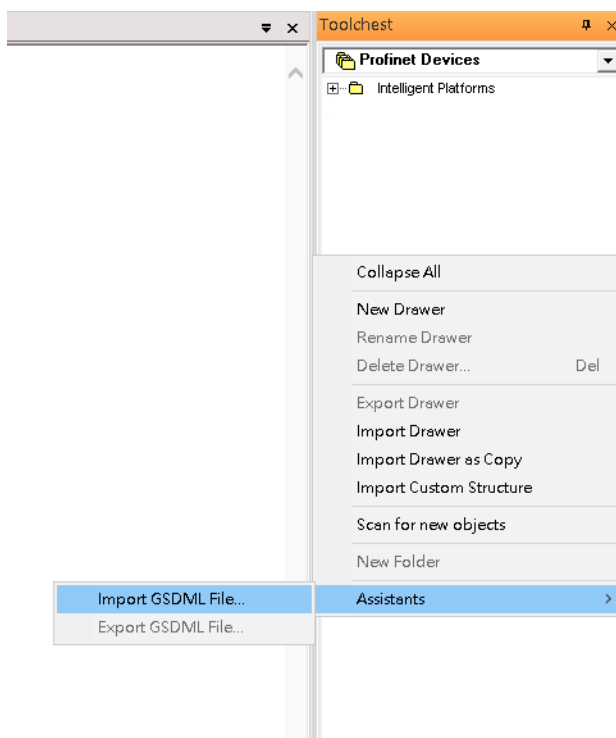 Toolchest
Profinet Devices
Intelligent Platforms
Collapse All
New Drawer
Rename Drawer
Delete Drawer... Del
Export Drawer
Import Drawer
Import Drawer as Copy
Import Custom Structure
Scan for new objects
New Folder
Assistants
Import GSDML File...
Export GSDML File...